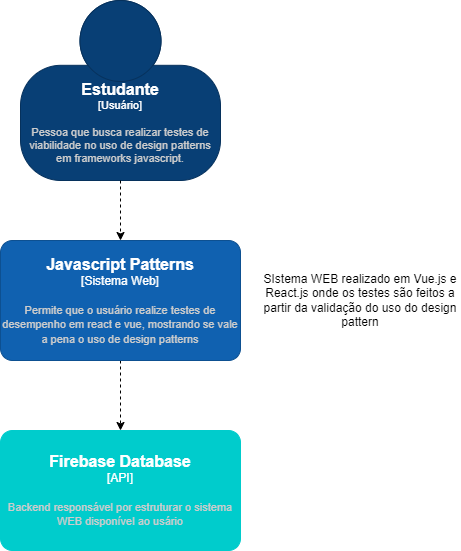 Estudante
[Usuário]
Pessoa que busca realizar testes de
viabilidade no uso de design patterns
em frameworks javascript.
Javascript Patterns
[Sistema Web]
Permite que o usuário realize testes de
desempenho em react e vue, mostrando se vale
a pena o uso de design patterns
SIstema WEB realizado em Vue.js e
React.js onde os testes são feitos a
partir da validação do uso do design
pattern
Firebase Database
[API]
Backend responsável por estruturar o sistema
WEB disponível ao usário